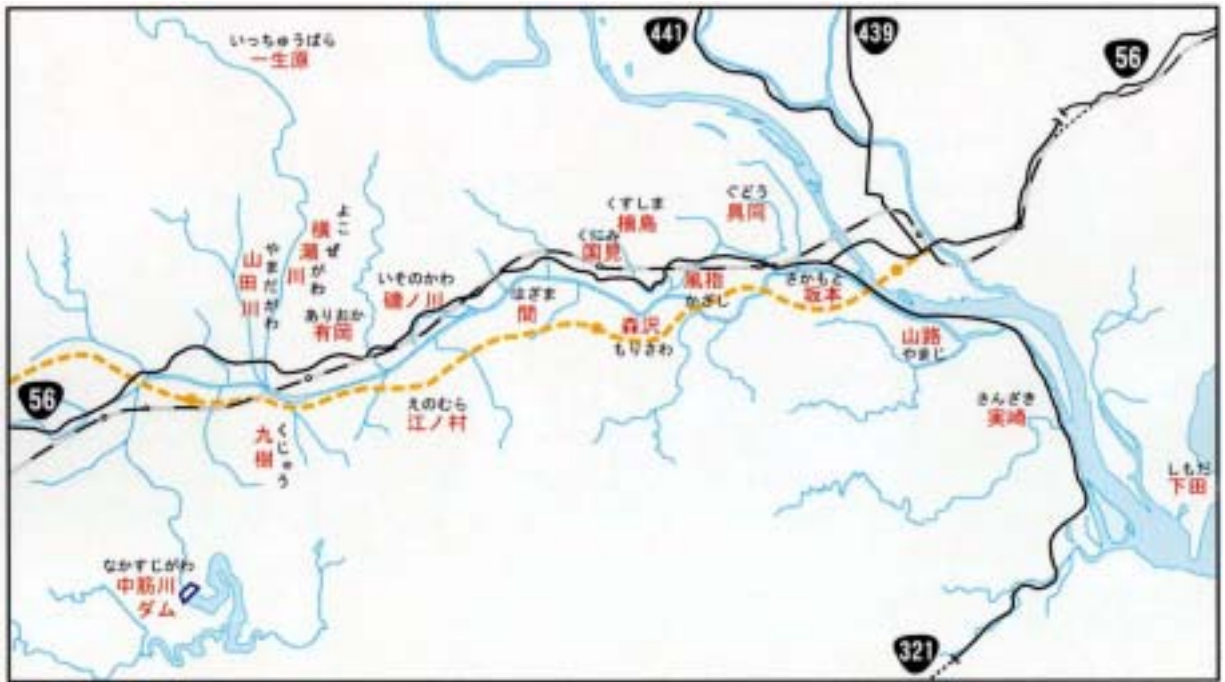 441
439
56
いっちゅうばら
一生原
ぐどう
具同
くすしま
楠島
くにみ
国見
よこぜがわ
横瀬川
やまだがわ
山田川
いそのかわ
磯ノ川
ありおか
有岡
はざま
間
風指
かざし
さかもと
坂本
森沢
もりさわ
山路
やまじ
56
えのむら
江ノ村
さんざき
実崎
くじゅう
九樹
しもだ
下田
なかすじがわ
中筋川
ダム
321